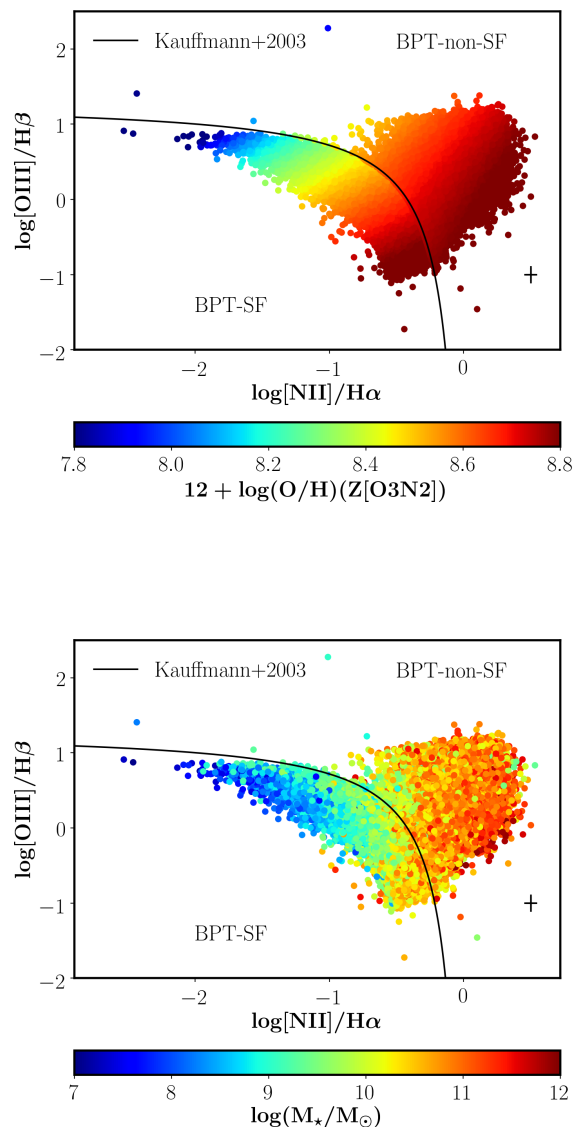 2
1
0
−1
−2
log[OIII]/Hβ
Kauffmann+2003
BPT-non-SF
BPT-SF
−2 −1 0
log[NII]/Hα
7.8 8.0 8.2 8.4 8.6 8.8
12 + log(O/H)(Z[O3N2])
2
1
0
−1
−2
log[OIII]/Hβ
Kauffmann+2003
BPT-non-SF
BPT-SF
−2 −1 0
log[NII]/Hα
7 8 9 10 11 12
log(M⋆/M⊙)